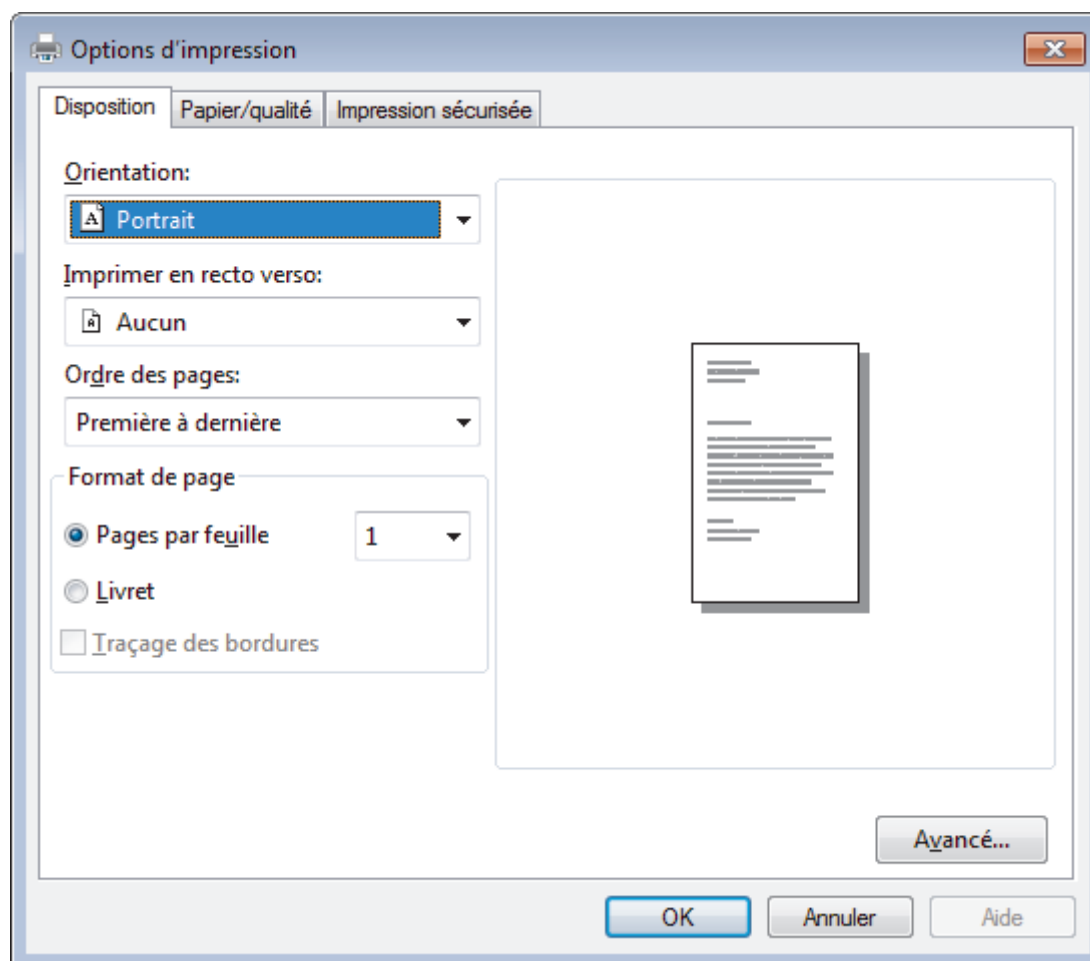 Options d'impression
Disposition Papier/qualité Impression sécurisée
Orientation:
A Portrait
Imprimer en recto verso:
A Aucun
Ordre des pages:
Première à dernière
Format de page
Pages par feuille 1
Livret
Traçage des bordures
Avancé...
OK Annuler Aide